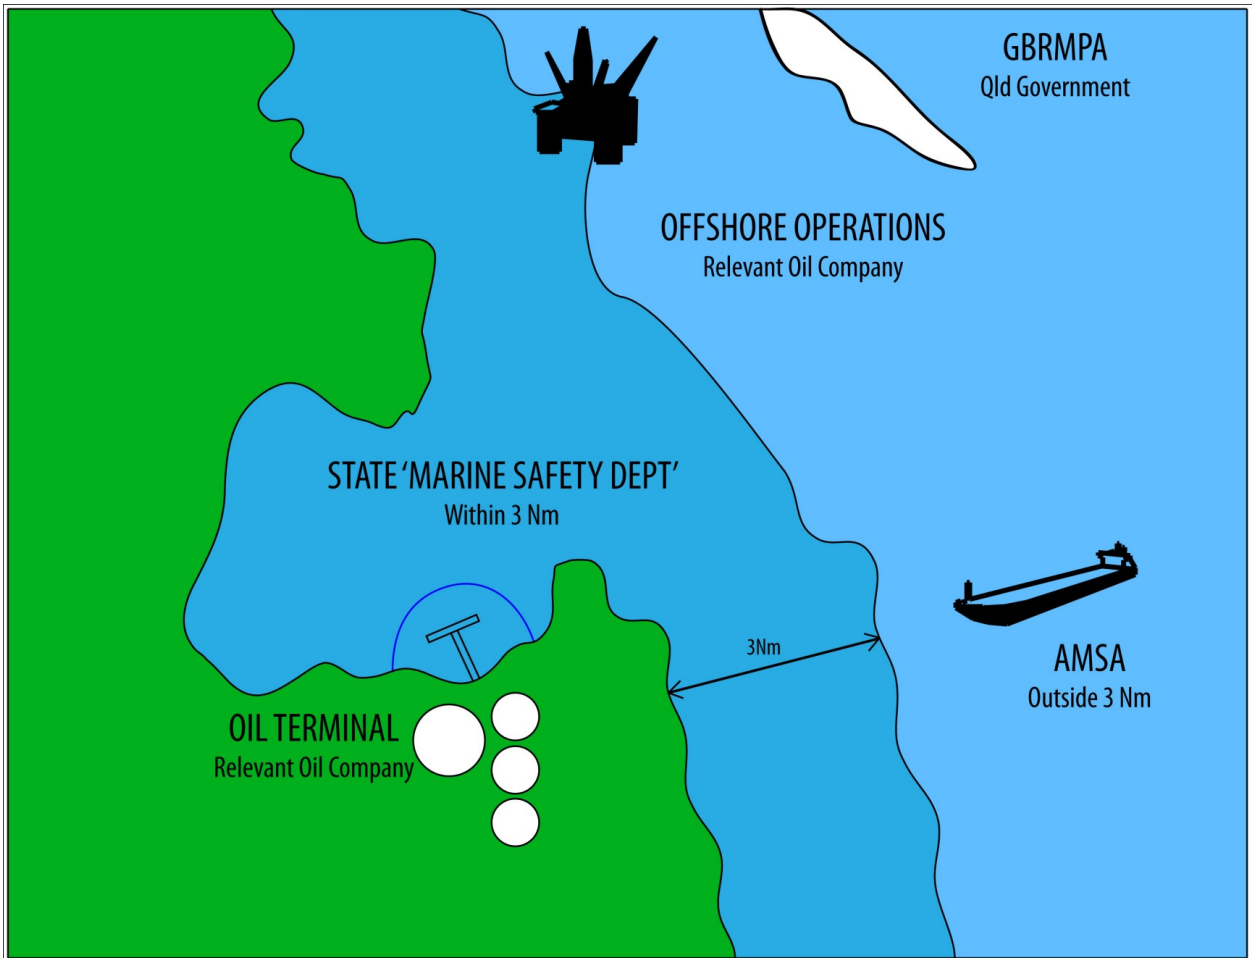 GBRMPA
Qld Government
OFFSHORE OPERATIONS
Relevant Oil Company
STATE ‘MARINE SAFETY DEPT’
Within 3 Nm
3Nm
AMSA
Outside 3 Nm
OIL TERMINAL
Relevant Oil Company